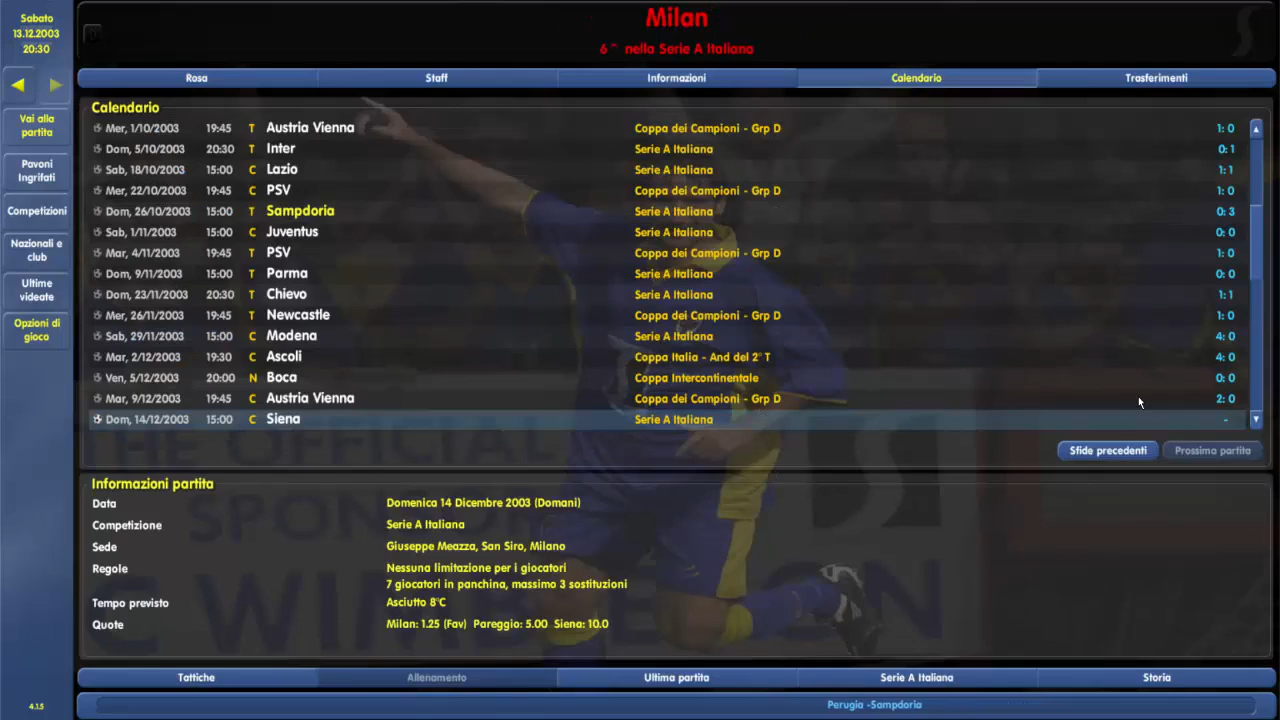 Sabato
13.12.2003
20:30
Milan
6^ nella Serie A Italiano
Rosa Staff Informazioni Calendario Trasferimenti
Vai alla
partita
Pavoni
Ingrifati
Competizioni
Nazionali e
club
Ultime
videate
Opzioni di
gioco
4.1.5
Calendario
Mer, 1/10/2003 19:45 T Austria Vienna Coppa dei Campioni - Grp D 1: 0
Dom, 5/10/2003 20:30 T Inter Serie A Italiana 0: 1
Sab, 18/10/2003 15:00 C Lazio Serie A Italiana 1: 1
Mer, 22/10/2003 19:45 C PSV Coppa dei Campioni - Grp D 1: 0
Dom, 26/10/2003 15:00 T Sampdoria Serie A Italiana 0: 3
Sab, 1/11/2003 15:00 C Juventus Serie A Italiana 0: 0
Mar, 4/11/2003 19:45 T PSV Coppa dei Campioni - Grp D 1: 0
Dom, 9/11/2003 15:00 T Parma Serie A Italiana 0: 0
Dom, 23/11/2003 20:30 T Chievo Serie A Italiana 1: 1
Mer, 26/11/2003 19:45 T Newcastle Coppa dei Campioni - Grp D 1: 0
Sab, 29/11/2003 15:00 C Modena Serie A Italiana 4: 0
Mar, 2/12/2003 19:30 C Ascoli Coppa Italia - And del 2° T 4: 0
Ven, 5/12/2003 20:00 N Boca Coppa Intercontinentale 0: 0
Mar, 9/12/2003 19:45 C Austria Vienna Coppa dei Campioni - Grp D 2: 0
Dom, 14/12/2003 15:00 C Siena Serie A Italiana -
Sfide precedenti Prossima partita
Informazioni partita
Data Domenica 14 Dicembre 2003 (Domani)
Competizione Serie A Italiana
Sede Giuseppe Meazza, San Siro, Milano
Regole Nessuna limitazione per i giocatori
7 giocatori in panchina, massimo 3 sostituzioni
Tempo previsto Asciutto 8°C
Quote Milan: 1.25 (Fav) Pareggio: 5.00 Siena: 10.0
THE OFFICIAL
SPON
C WIM
Tattiche Allenamento Ultima partita Serie A Italiana Storia
Perugia -Sampdoria